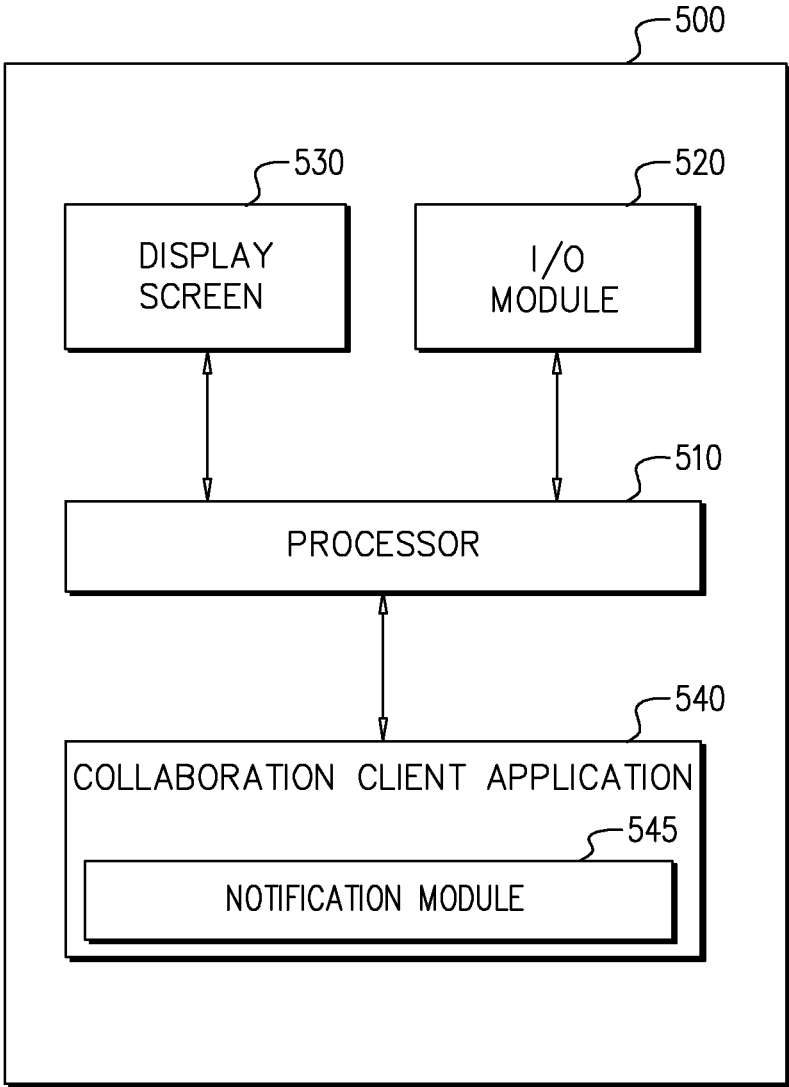 500
530
520
DISPLAY
SCREEN
I/O
MODULE
510
PROCESSOR
540
COLLABORATION CLIENT APPLICATION
545
NOTIFICATION MODULE